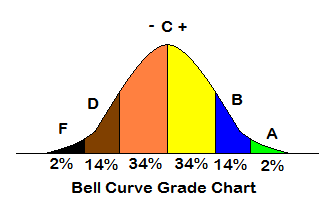 - C +
D
B
F
A
2% 14% 34% 34% 14% 2%
Bell Curve Grade Chart